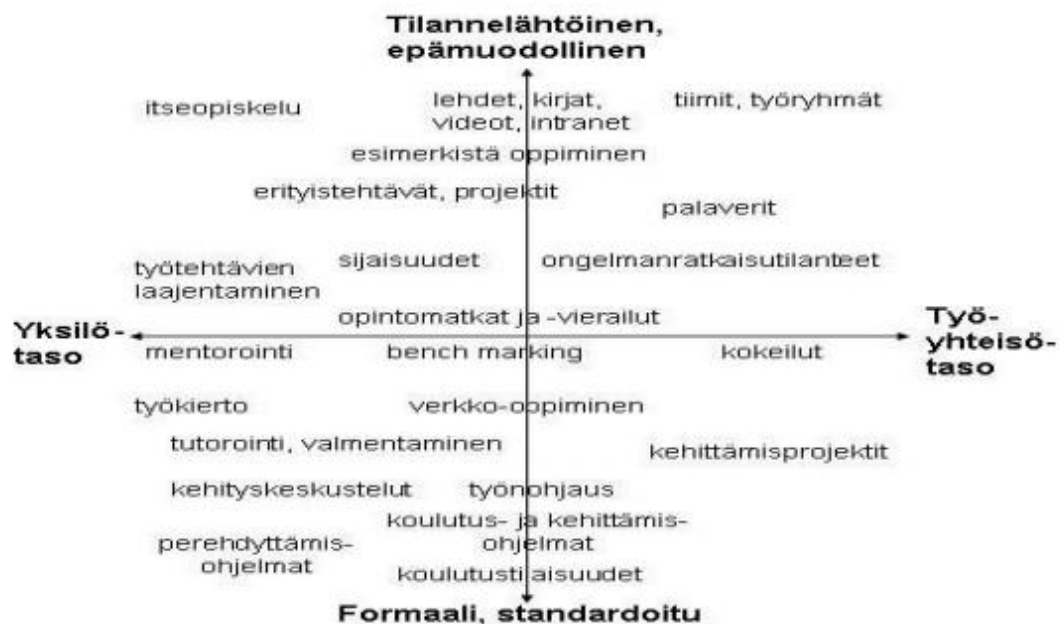 Tilannelähtöinen,
epämuodollinen
itseopiskelu
lehdet, kirjat,
videot, intranet
tiimit, työryhmät
esimerkistä oppiminen
erityistehtävät, projektit
palaverit
työtehtävien
laajentaminen
sijaisuudet
ongelmanratkaisutilanteet
opintomatkat ja -vierailut
Yksilö-
taso
Työ-
yhteisö-
taso
mentorointi
bench marking
kokeilut
työkierto
verkko-oppiminen
tutorointi, valmentaminen
kehittämisprojektit
kehityskeskustelut
työnohjaus
koulutus- ja kehittämis-
ohjelmat
perehdyttämis-
ohjelmat
koulutustilaisuudet
Formaali, standardoitu